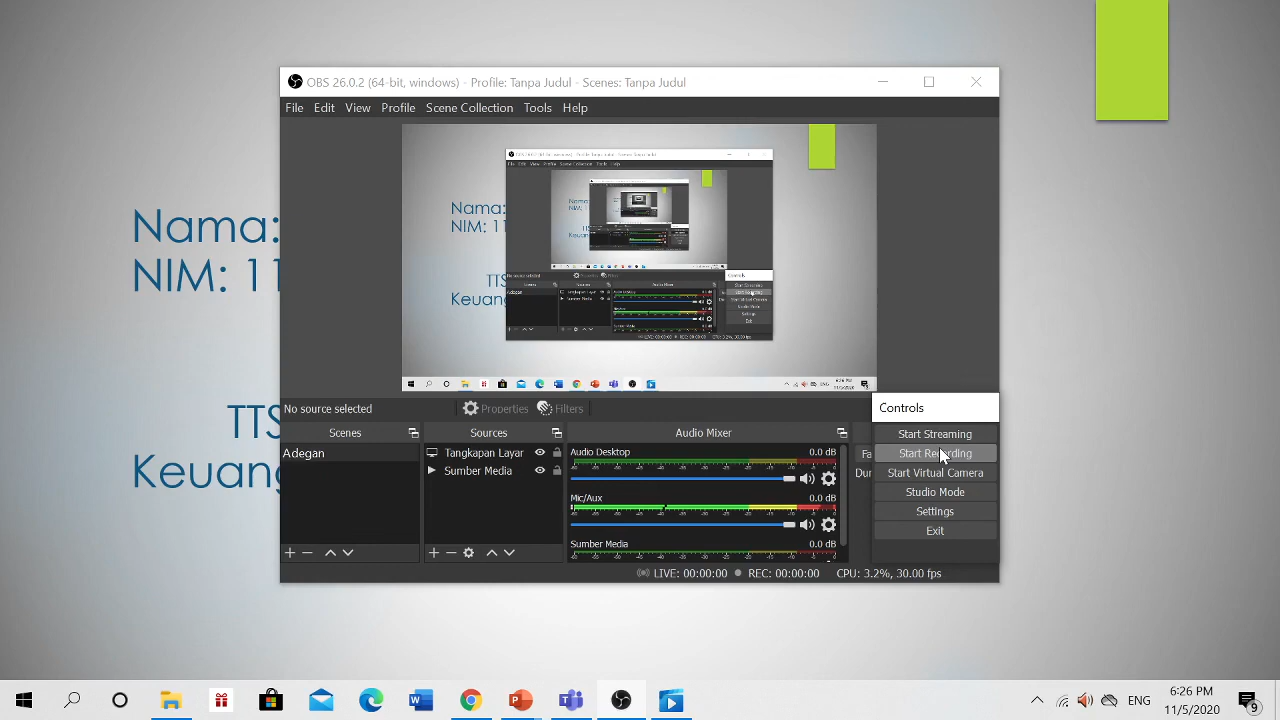 OBS 26.0.2 (64-bit, windows) - Profile: Tanpa Judul - Scenes: Tanpa Judul
File Edit View Profile Scene Collection Tools Help
Nama:
NIM: 11
TTS
Keuang
No source selected
Properties
Filters
Controls
Scenes
Adegan
Sources
Tangkapan Layar
Sumber Media
Audio Mixer
Audio Desktop 0.0 dB
Mic/Aux 0.0 dB
Sumber Media 0.0 dB
Fa
Dur
Start Streaming
Start Recording
Start Virtual Camera
Studio Mode
Settings
Exit
LIVE: 00:00:00 REC: 00:00:00 CPU: 3.2%, 30.00 fps
ENG
6:26 PM
11/5/2020
9